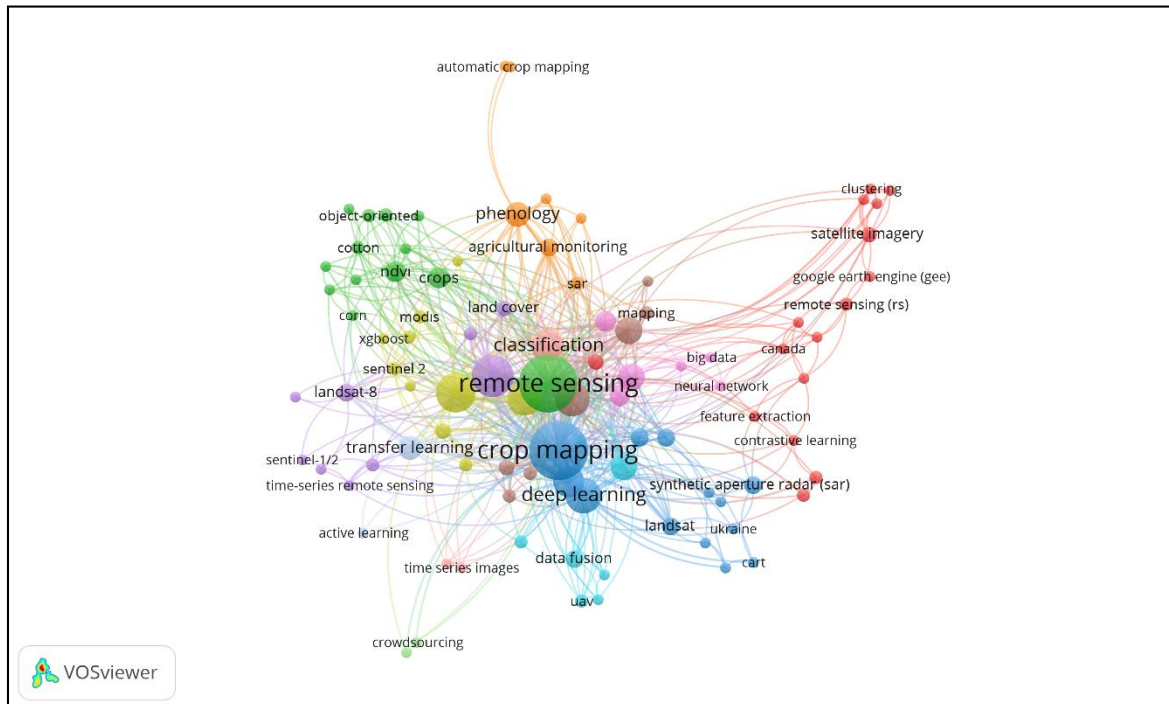 automatic crop mapping
clustering
object-oriented
phenology
satellite imagery
cotton
agricultural monitoring
ndvi
crops
sar
google earth engine (gee)
land cover
remote sensing (rs)
corn
modis
mapping
xgboost
classification
canada
big data
sentinel 2
remote sensing
neural network
landsat-8
feature extraction
transfer learning
crop mapping
contrastive learning
sentinel-1/2
time-series remote sensing
deep learning
synthetic aperture radar (sar)
active learning
landsat
ukraine
time series images
data fusion
cart
uav
crowdsourcing
VOSviewer